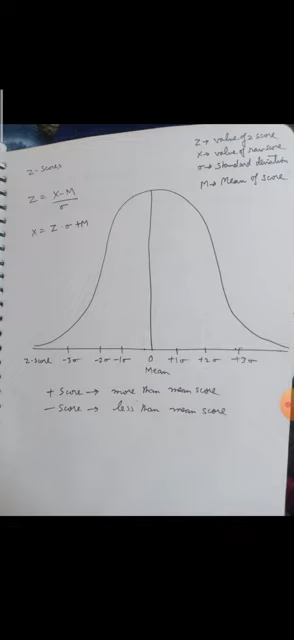 Z-Scores
Z → value of z score
X → value of raw score
σ → Standard deviation
M → Mean of score
Z = X-M/σ
X = Z σ + M
Z-score -3σ -2σ -1σ 0 +1σ +2σ +3σ
Mean
+ Score → more than mean score
- Score → less than mean score